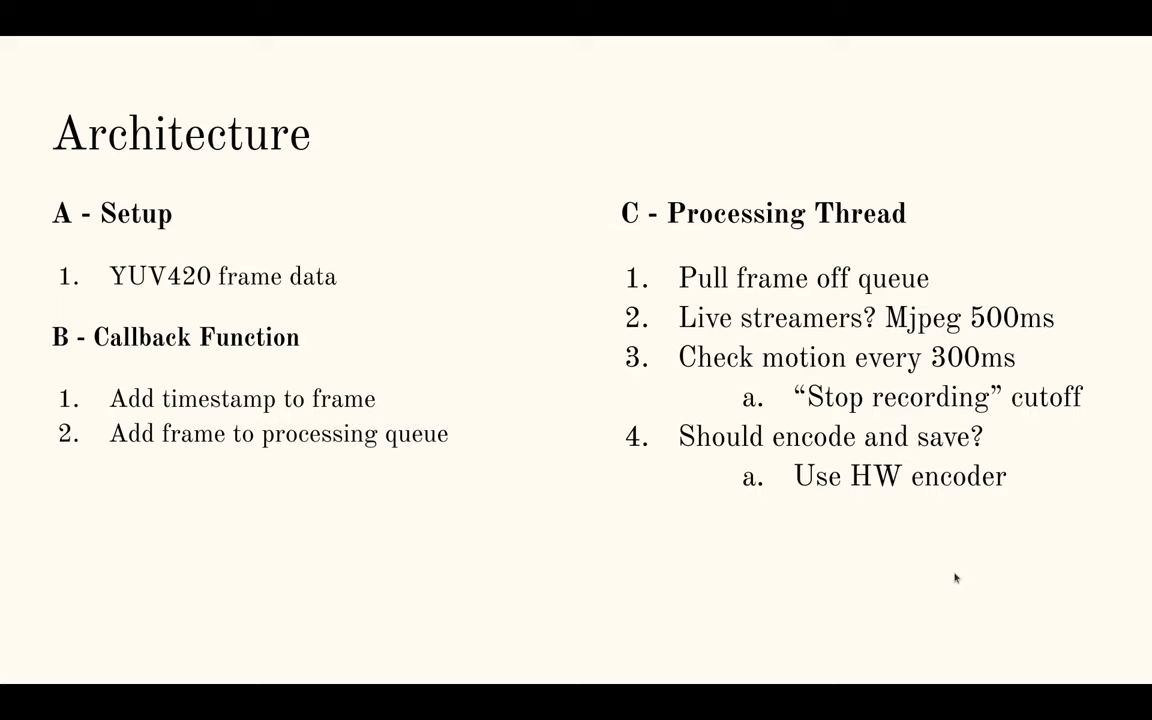 Architecture
A - Setup
1. YUV420 frame data
B - Callback Function
1. Add timestamp to frame
2. Add frame to processing queue
C - Processing Thread
1. Pull frame off queue
2. Live streamers? Mjpeg 500ms
3. Check motion every 300ms
a. “Stop recording” cutoff
4. Should encode and save?
a. Use HW encoder